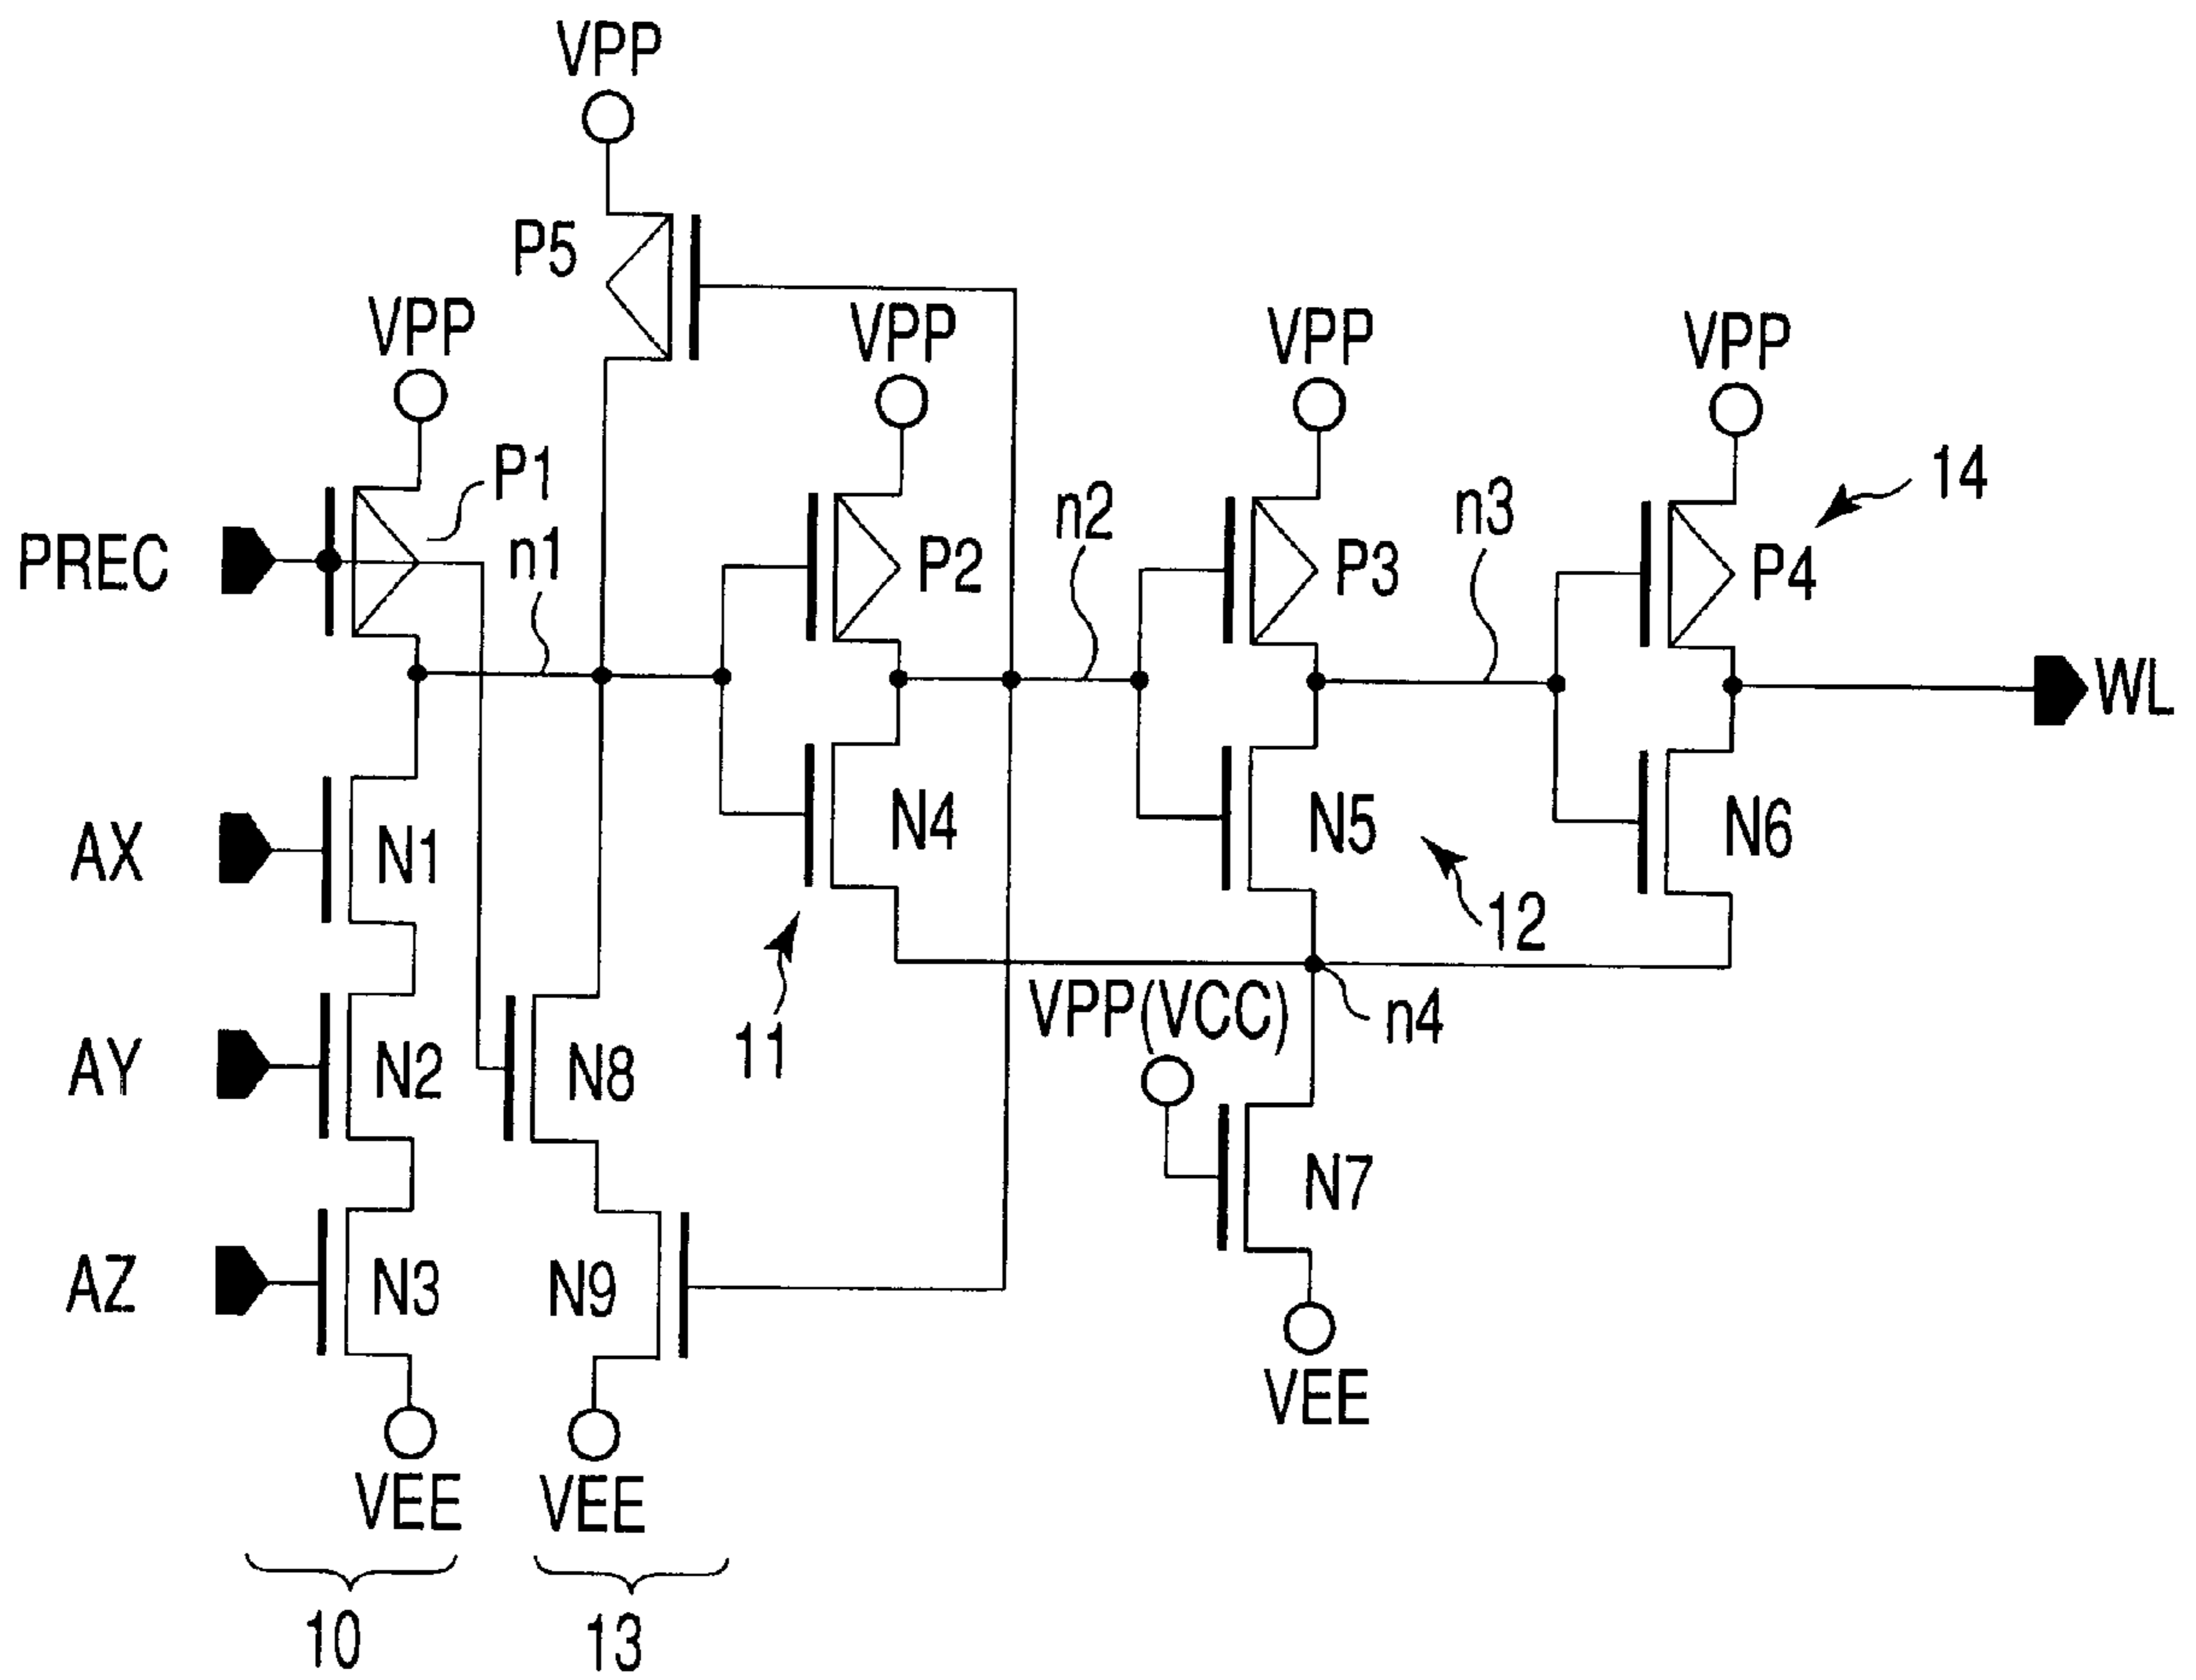 VPP
P5
VPP
VPP
VPP
VPP
P1
14
PREC
n1
P2
n2
P3
n3
P4
WL
AX
N1
N4
N5
N6
12
VPP(VCC)
n4
11
AY
N2
N8
N7
AZ
N3
N9
VEE
VEE
VEE
10
13